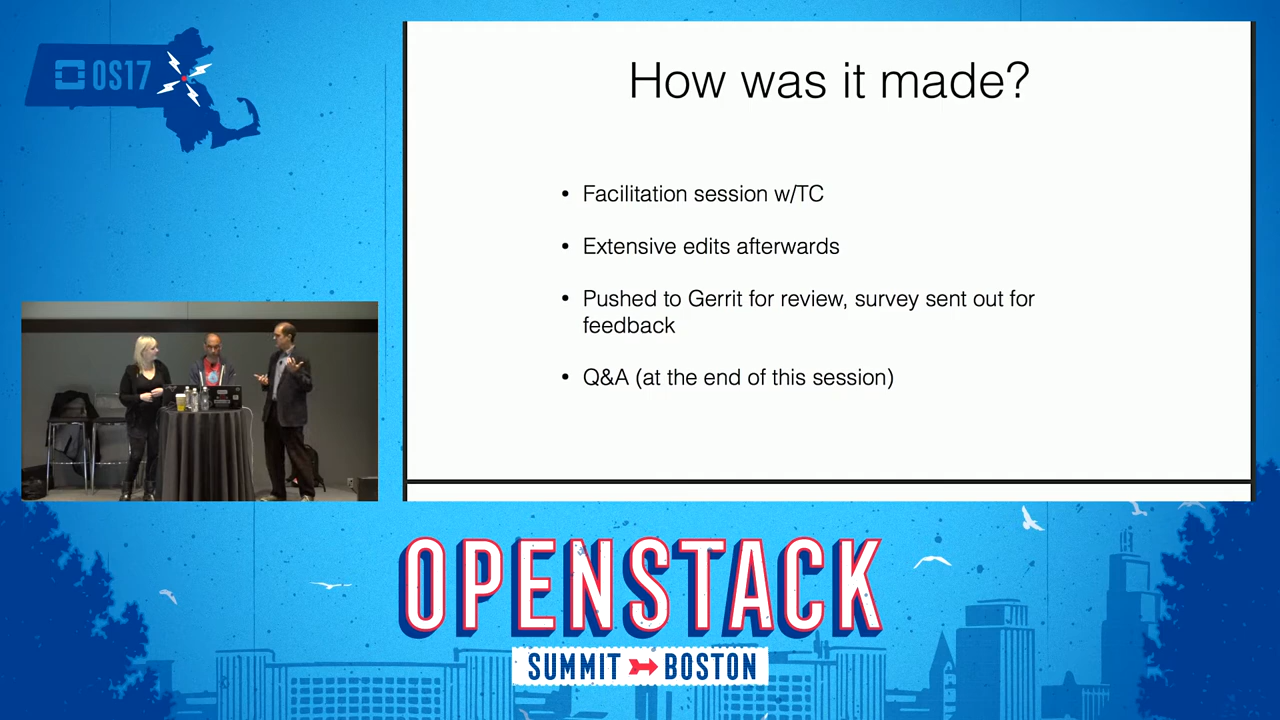 OS17
How was it made?
• Facilitation session w/TC
• Extensive edits afterwards
• Pushed to Gerrit for review, survey sent out for
feedback
• Q&A (at the end of this session)
OPENSTACK
SUMMIT BOSTON